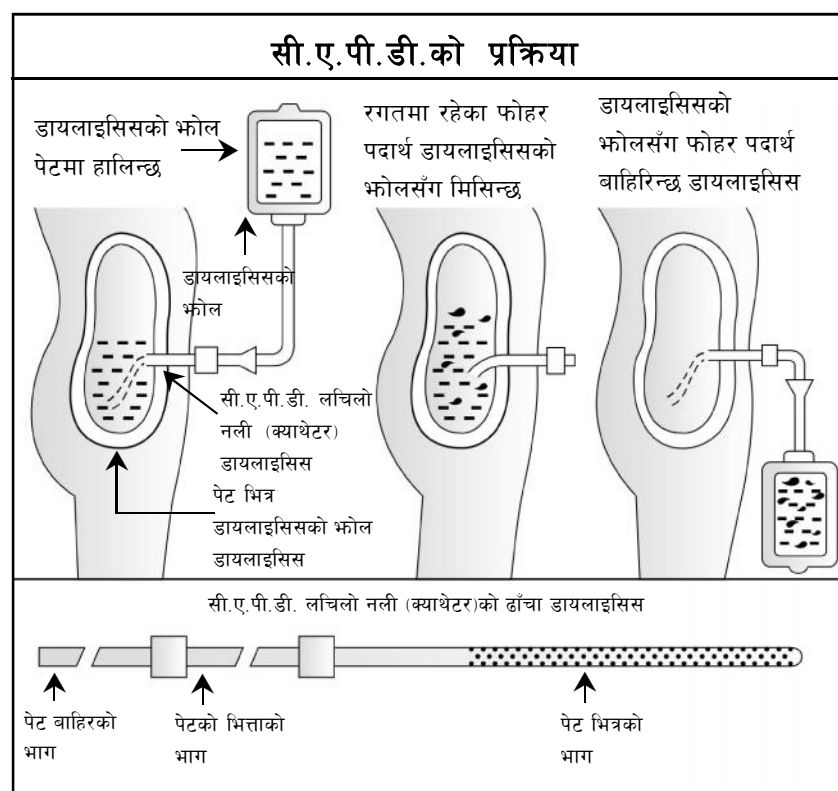 सी.ए.पी.डी.को प्रक्रिया
डायलाइसिसको झोल
पेटमा हालिन्छ
रगतमा रहेका फोहर
पदार्थ डायलाइसिसको
झोलसँग मिसिन्छ
डायलाइसिसको
झोलसँग फोहर पदार्थ
बाहिरिन्छ डायलाइसिस
डायलाइसिसको
झोल
सी.ए.पी.डी. लचिलो
नली (क्याथेटर)
डायलाइसिस
पेट भित्र
डायलाइसिसको झोल
डायलाइसिस
सी.ए.पी.डी. लचिलो नली (क्याथेटर)को ढाँचा डायलाइसिस
पेट बाहिरको
भाग
पेटको भित्ताको
भाग
पेट भित्रको
भाग